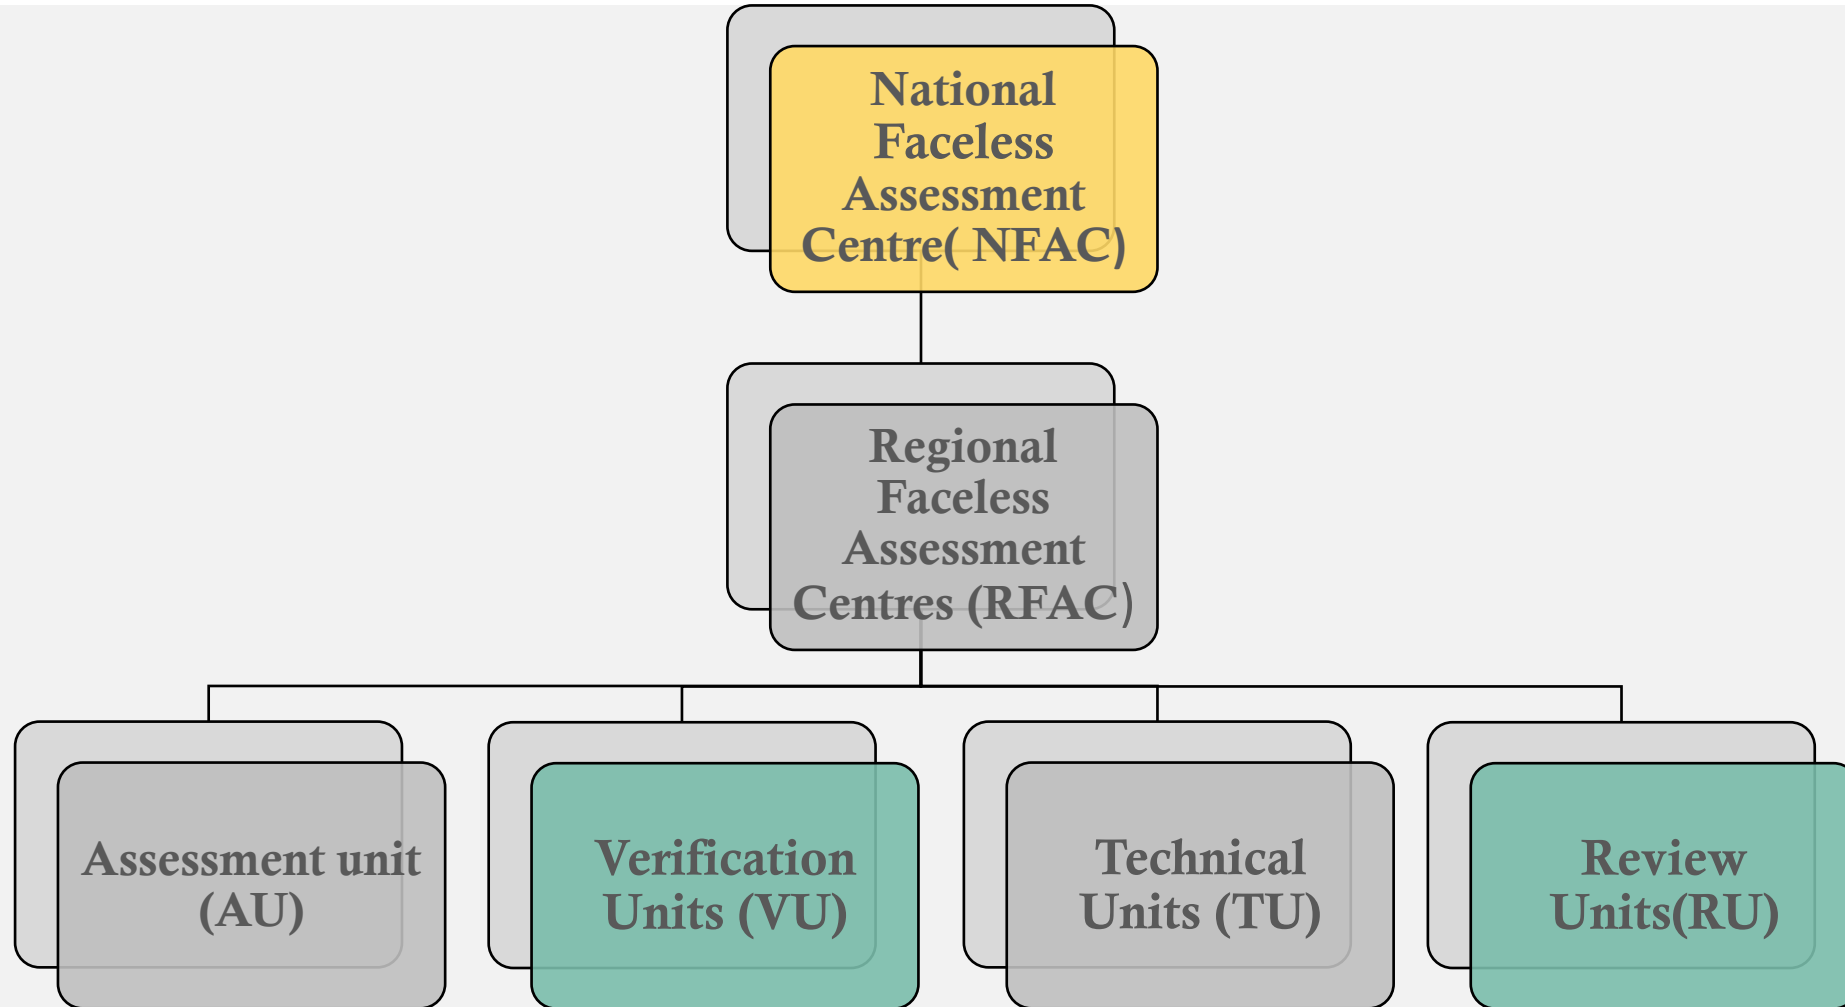 National
Faceless
Assessment
Centre( NFAC)
Regional
Faceless
Assessment
Centres (RFAC)
Assessment unit
(AU)
Verification
Units (VU)
Technical
Units (TU)
Review
Units(RU)